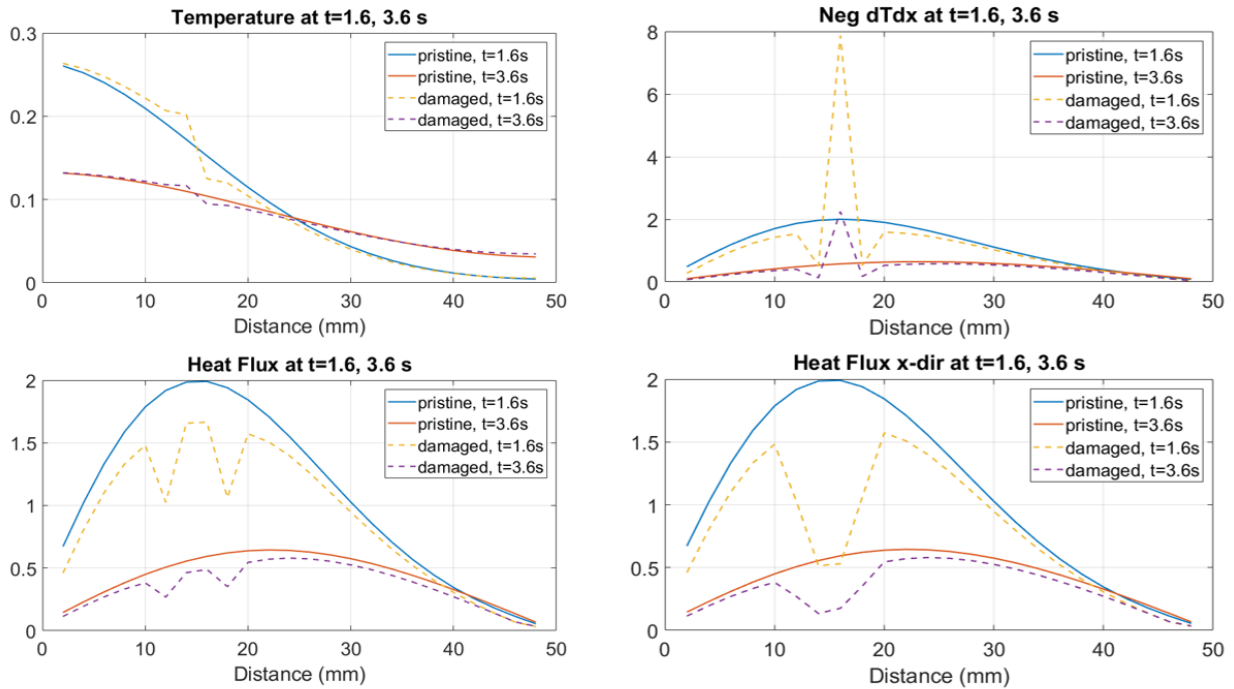 Temperature at t=1.6, 3.6 s
0.3
0.2
0.1
0
pristine, t=1.6s
pristine, t=3.6s
damaged, t=1.6s
damaged, t=3.6s
0 10 20 30 40 50
Distance (mm)
Neg dTdx at t=1.6, 3.6 s
8
6
4
2
0
pristine, t=1.6s
pristine, t=3.6s
damaged, t=1.6s
damaged, t=3.6s
0 10 20 30 40 50
Distance (mm)
Heat Flux at t=1.6, 3.6 s
2
1.5
1
0.5
0
pristine, t=1.6s
pristine, t=3.6s
damaged, t=1.6s
damaged, t=3.6s
0 10 20 30 40 50
Distance (mm)
Heat Flux x-dir at t=1.6, 3.6 s
2
1.5
1
0.5
0
pristine, t=1.6s
pristine, t=3.6s
damaged, t=1.6s
damaged, t=3.6s
0 10 20 30 40 50
Distance (mm)